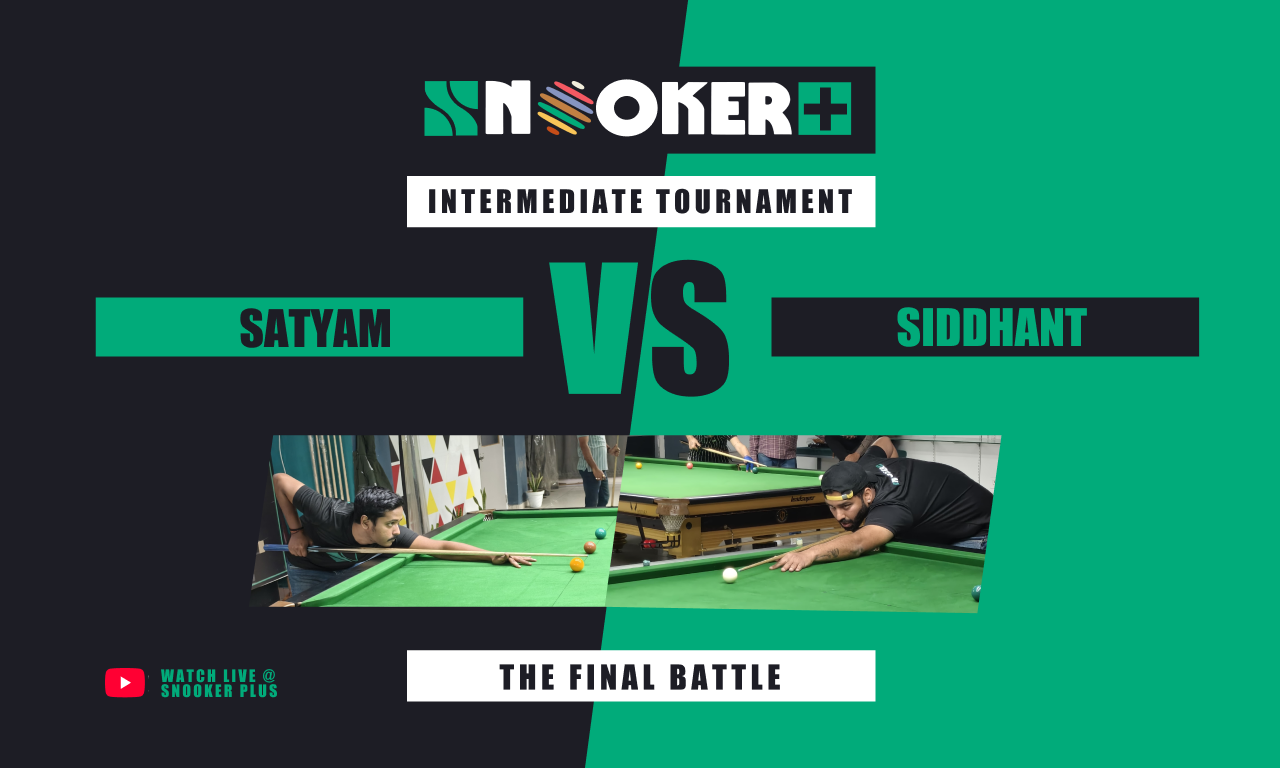 SNOOKER+
INTERMEDIATE TOURNAMENT
SATYAM
VS
SIDDHANT
THE FINAL BATTLE
WATCH LIVE @
SNOOKER PLUS